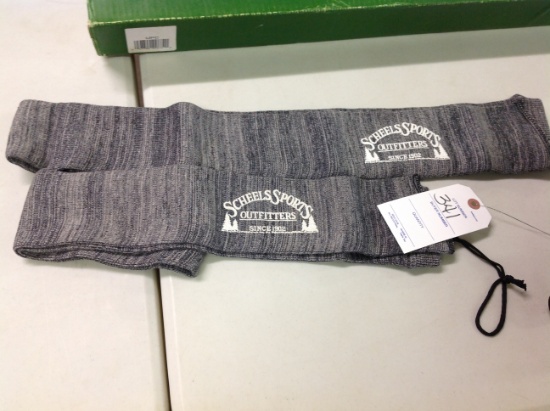 SCHEELS SPORTS
OUTFITTERS
SINCE 1902
SCHEELS SPORTS
OUTFITTERS
SINCE 1902
341